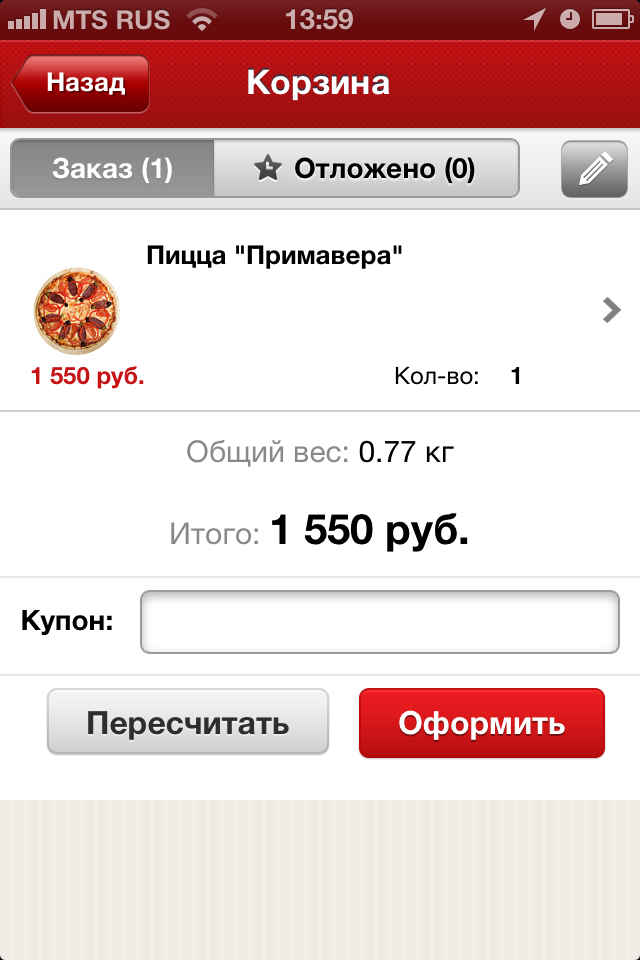 MTS RUS 13:59
Назад Корзина
Заказ (1) Отложено (0)
Пицца "Примавера"
1 550 руб. Кол-во: 1
Общий вес: 0.77 кг
Итого: 1 550 руб.
Купон:
Пересчитать Оформить